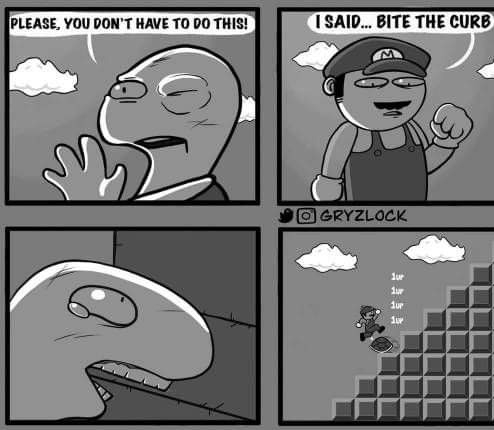 PLEASE, YOU DON'T HAVE TO DO THIS!
I SAID... BITE THE CURB
M
GRYZLOCK
1UP
1UP
1UP
1UP